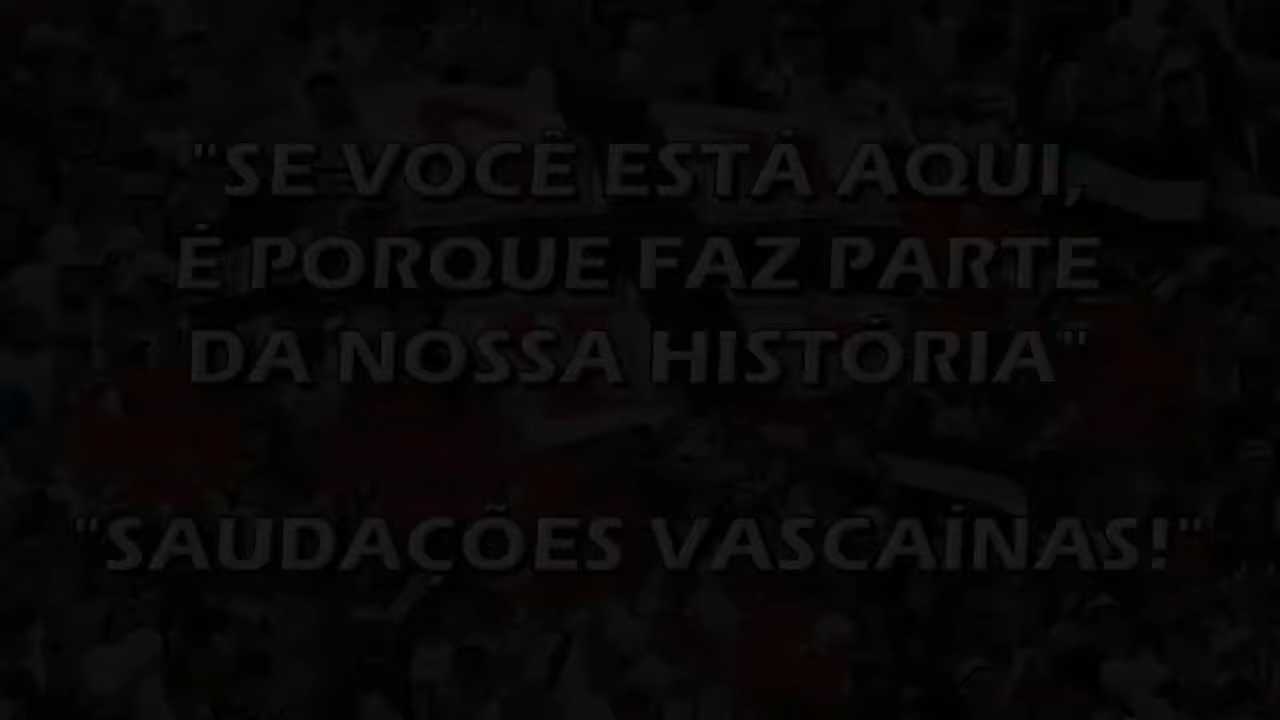 "SE VOCÊ ESTÁ AQUI,
É PORQUE FAZ PARTE
DA NOSSA HISTÓRIA"
"SAUDAÇÕES VASCAÍNAS!"